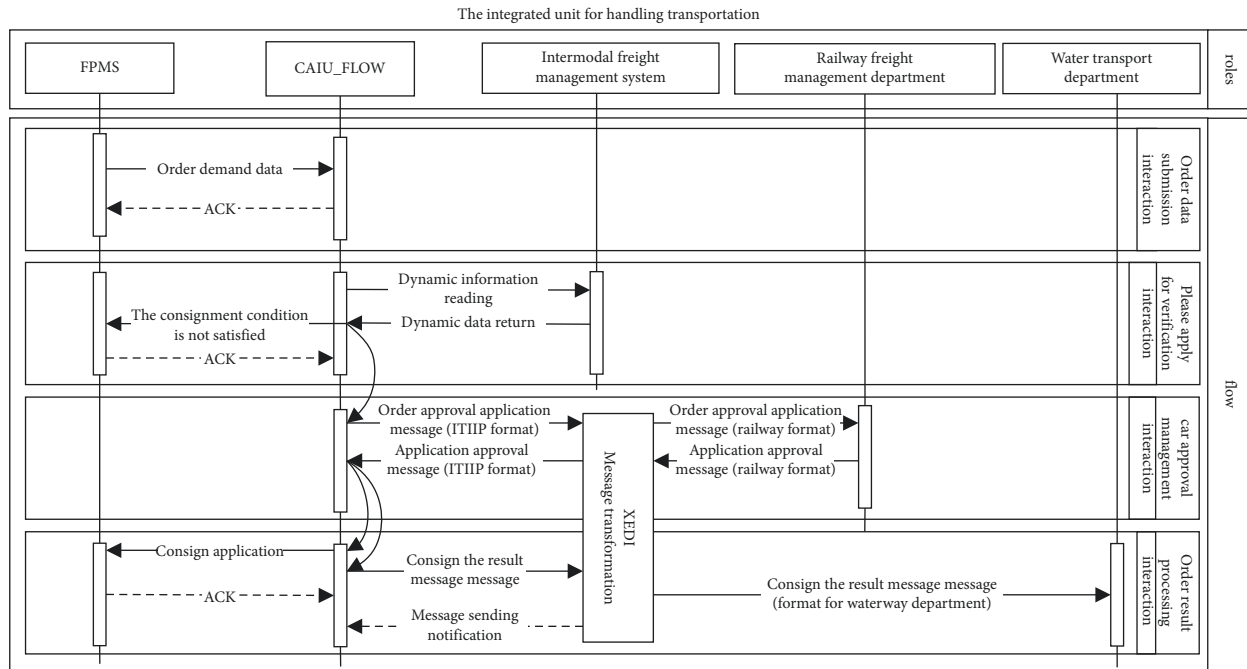 The integrated unit for handling transportation
FPMS
CAIU_FLOW
Intermodal freight
management system
Railway freight
management department
Water transport
department
roles
Order demand data
ACK
Order data
submission
interaction
Dynamic information
reading
The consignment condition
is not satisfied
Dynamic data return
ACK
Please apply
for verification
interaction
flow
Order approval application
message (ITIIP format)
Order approval application
message (railway format)
Application approval
message (ITIIP format)
Application approval
message (railway format)
car approval
management
interaction
XEDI
Message transformation
Consign application
Consign the result
message message
ACK
Consign the result message message
(format for waterway department)
Message sending
notification
Order result
processing
interaction